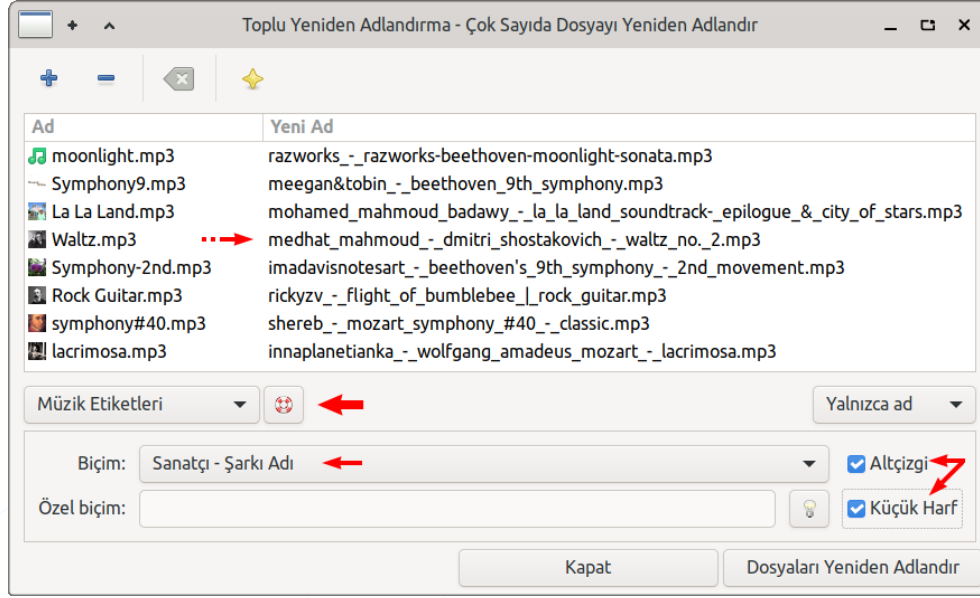 Toplu Yeniden Adlandırma - Çok Sayıda Dosyayı Yeniden Adlandır
Ad Yeni Ad
moonlight.mp3 razworks_-_razworks-beethoven-moonlight-sonata.mp3
Symphony9.mp3 meegan&tobin_-_beethoven_9th_symphony.mp3
La La Land.mp3 mohamed_mahmoud_badawy_-_la_la_land_soundtrack-_epilogue_&_city_of_stars.mp3
Waltz.mp3 medhat_mahmoud_-_dmitri_shostakovich_-_waltz_no._2.mp3
Symphony-2nd.mp3 imadavisnotesart_-_beethoven's_9th_symphony_-_2nd_movement.mp3
Rock Guitar.mp3 rickyzv_-_flight_of_bumblebee_|_rock_guitar.mp3
symphony#40.mp3 shereb_-_mozart_symphony_#40_-_classic.mp3
lacrimosa.mp3 innaplanetianka_-_wolfgang_amadeus_mozart_-_lacrimosa.mp3
Müzik Etiketleri Yalnızca ad
Biçim: Sanatçı - Şarkı Adı Altçizgi
Özel biçim: Küçük Harf
Kapat Dosyaları Yeniden Adlandır